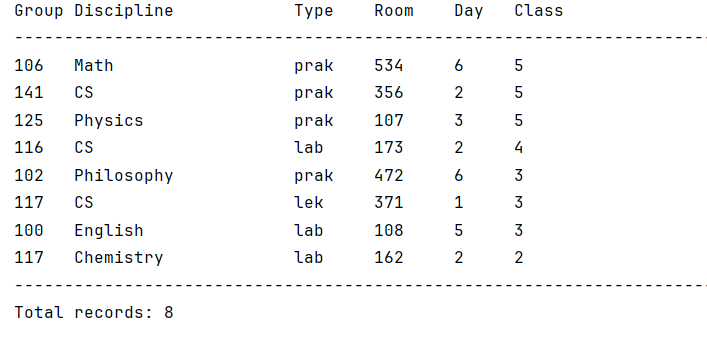 Group Discipline            Type    Room    Day   Class
----------------------------------------------------------------------
106   Math                  prak    534     6     5
141   CS                    prak    356     2     5
125   Physics               prak    107     3     5
116   CS                    lab     173     2     4
102   Philosophy            prak    472     6     3
117   CS                    lek     371     1     3
100   English               lab     108     5     3
117   Chemistry             lab     162     2     2
----------------------------------------------------------------------
Total records: 8